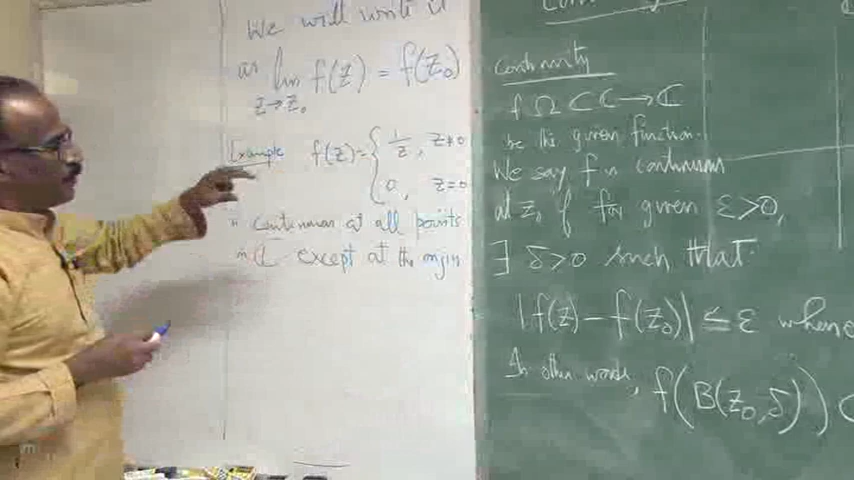 We will write it
as lim f(z) = f(z₀)
z→z₀
Example f(z) = { 1/z, z≠0
0, z=0
is continuous at all points
in ℂ except at the origin
Continuity
f Ω ⊂ ℂ → ℂ
be the given function.
We say f is continuous
at z₀ if for given ε>0,
∃ δ>0 such that
|f(z) − f(z₀)| ≤ ε whene
In other words, f(B(z₀,δ)) ⊂